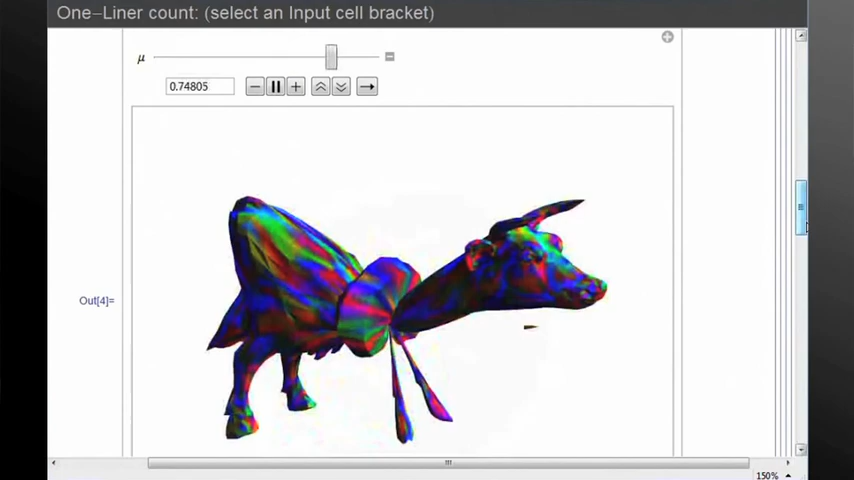 One–Liner count: (select an Input cell bracket)
μ
0.74805
Out[4]=
150%